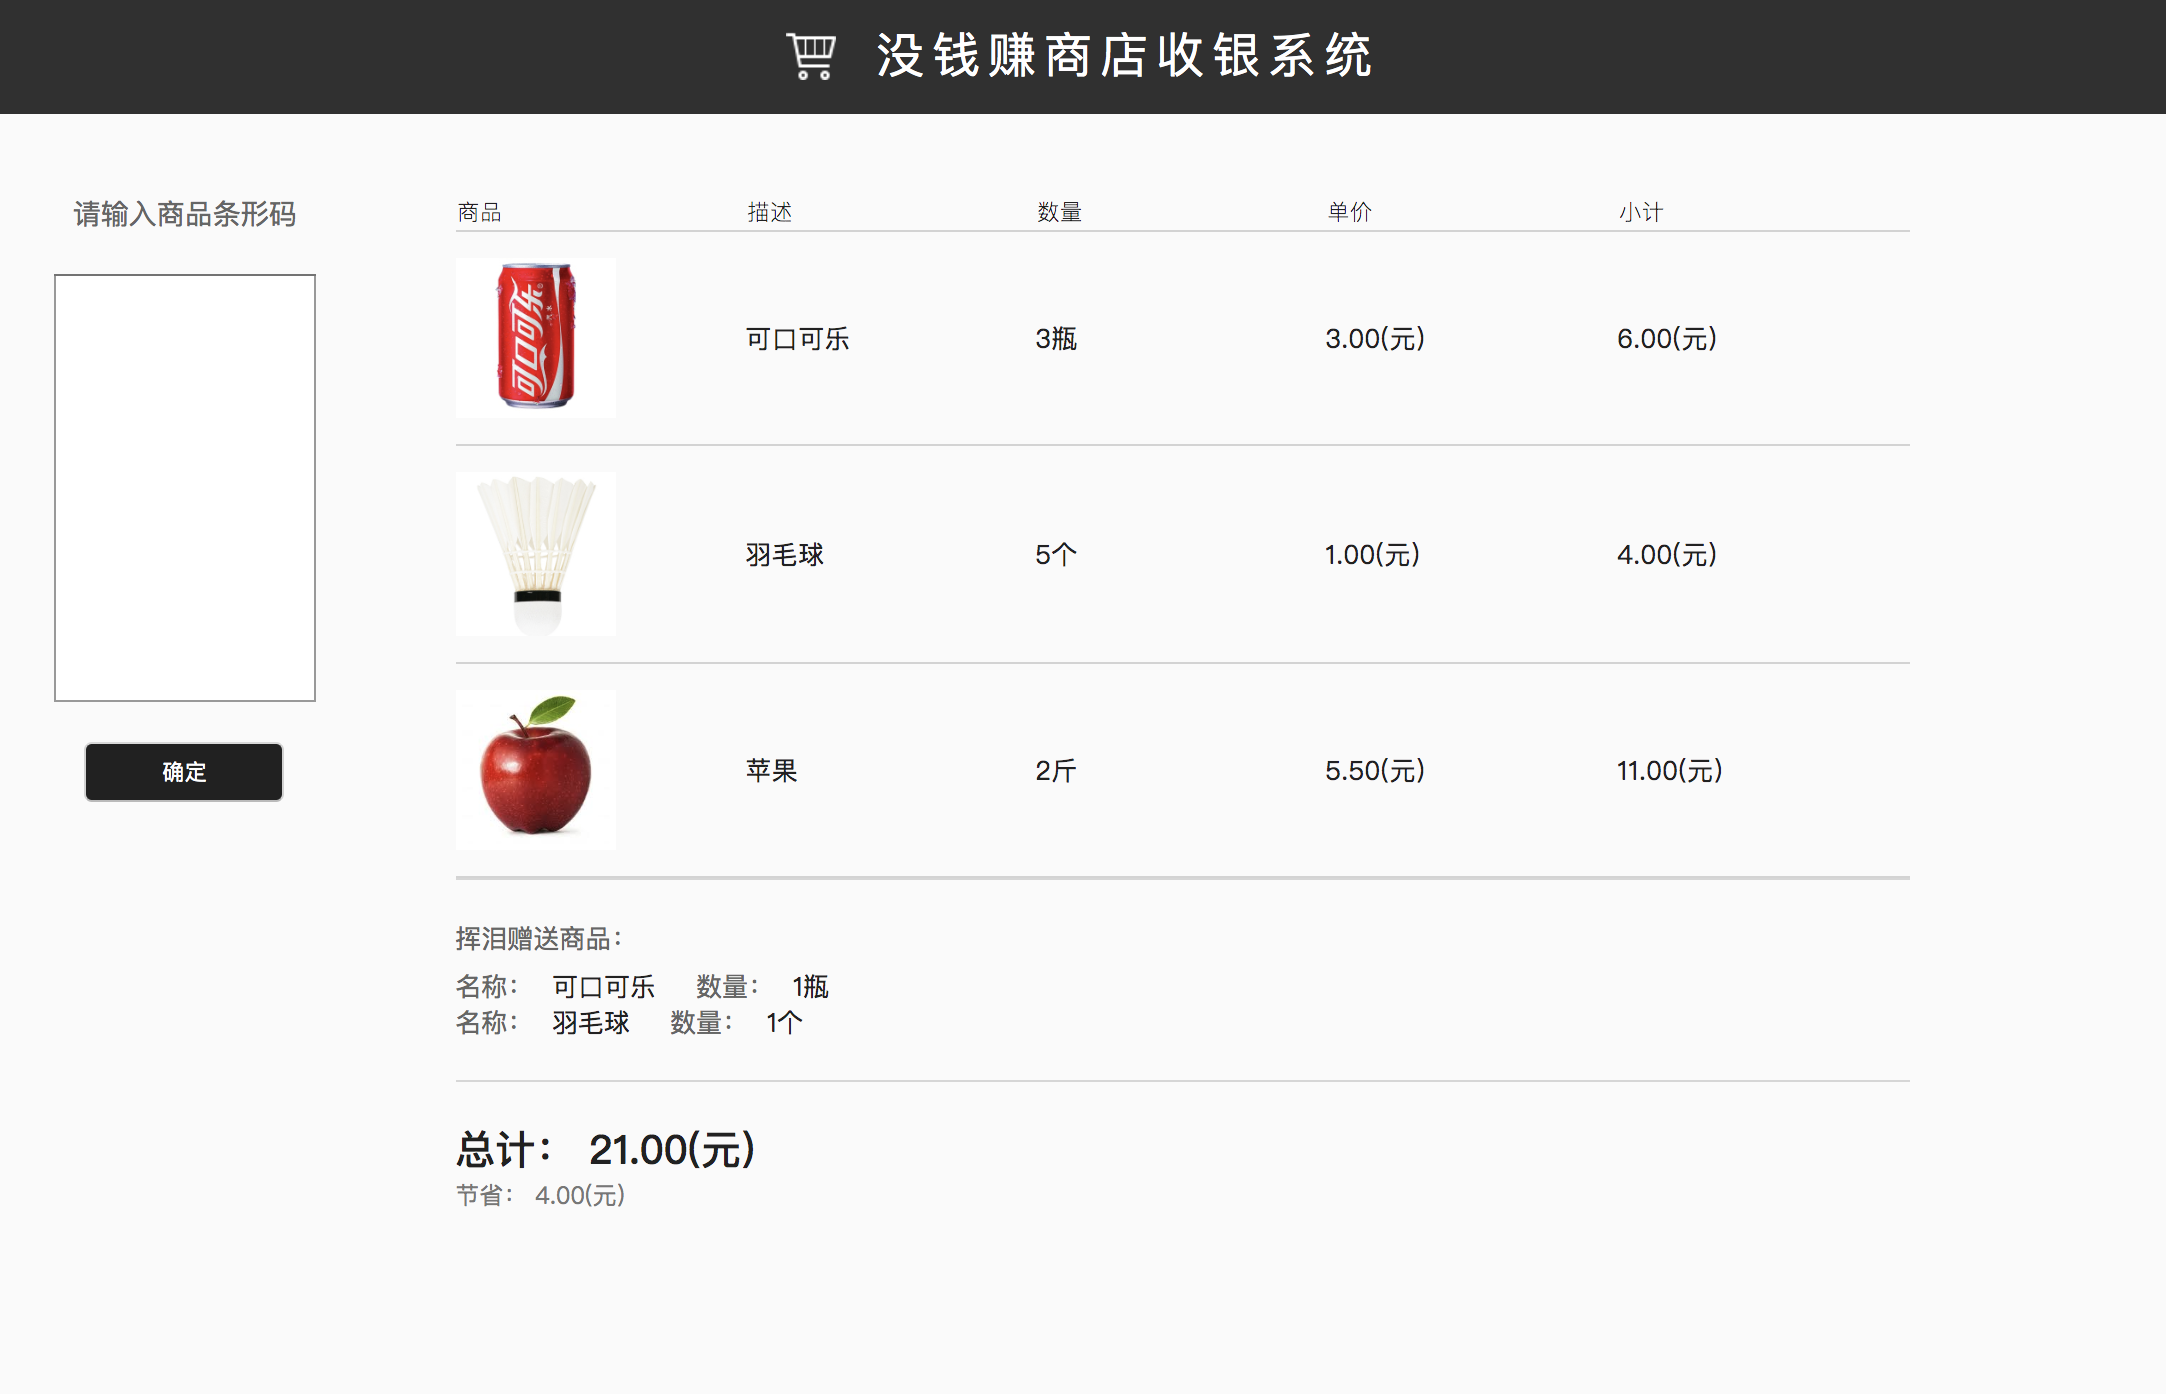 没钱赚商店收银系统
请输入商品条形码
确定
商品 描述 数量 单价 小计
可口可乐
可口可乐 3瓶 3.00(元) 6.00(元)
羽毛球 5个 1.00(元) 4.00(元)
苹果 2斤 5.50(元) 11.00(元)
挥泪赠送商品：
名称： 可口可乐 数量： 1瓶
名称： 羽毛球 数量： 1个
总计： 21.00(元)
节省： 4.00(元)